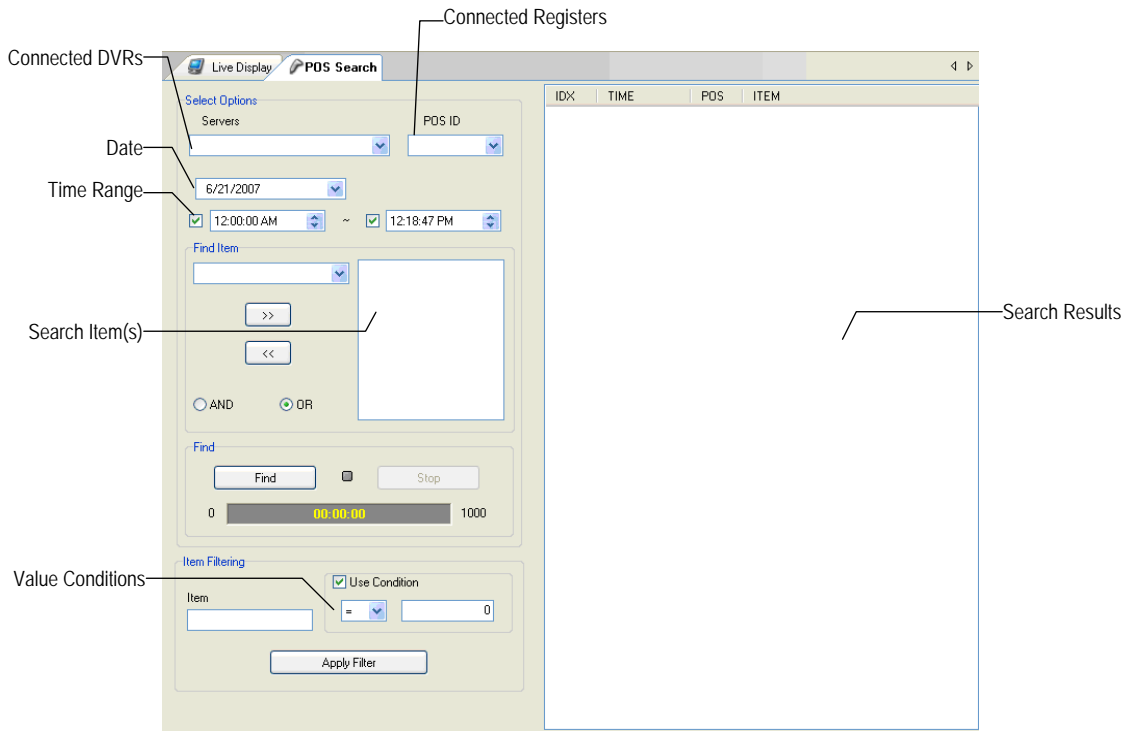 Connected Registers
Connected DVRs
Live Display
POS Search
Select Options
Servers
POS ID
IDX TIME POS ITEM
Date
6/21/2007
Time Range
12:00:00 AM ~ 12:18:47 PM
Find Item
>>
Search Item(s)
<<
Search Results
AND OR
Find
Find
Stop
0 00:00:00 1000
Item Filtering
Value Conditions
Use Condition
Item
= 0
Apply Filter